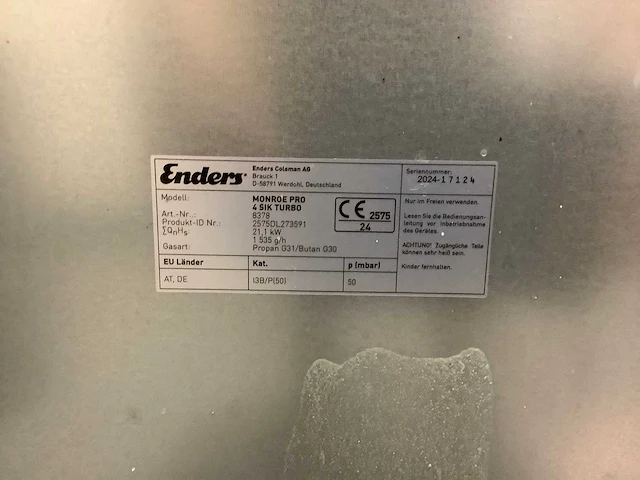 Enders
Enders Colsman AG
Brauck 1
D-58791 Werdohl, Deutschland
Seriennummer:
2024-17124
Modell: MONROE PRO
4 SIK TURBO
Art.-Nr.: 8378
Produkt-ID Nr.: 2575DL273591
ΣQnHs 21,1 kW
1 535 g/h
Gasart: Propan G31/Butan G30
CE 2575
24
Nur im Freien verwenden.
Lesen Sie die Bedienungsan-
leitung vor Inbetriebnahme
des Gerätes.
ACHTUNG! Zugängliche Teile
können sehr heiß sein.
Kinder fernhalten.
EU Länder Kat. p (mbar)
AT, DE I3B/P(50) 50